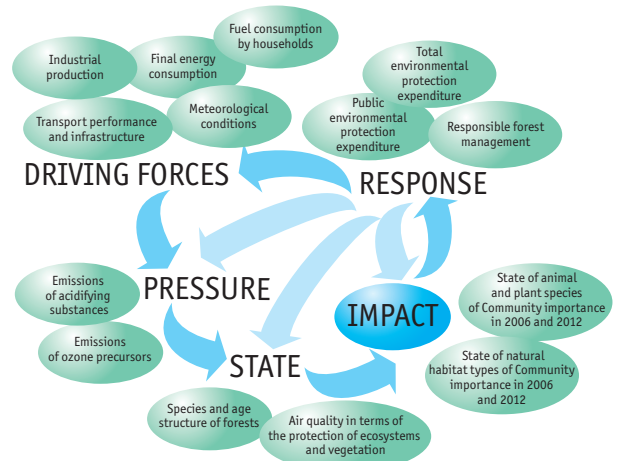 Fuel consumption
by households
Industrial
production
Final energy
consumption
Total
environmental
protection
expenditure
Transport performance
and infrastructure
Meteorological
conditions
Public
environmental
protection
expenditure
Responsible forest
management
DRIVING FORCES
RESPONSE
Emissions
of acidifying
substances
PRESSURE
IMPACT
State of animal
and plant species
of Community importance
in 2006 and 2012
Emissions
of ozone precursors
STATE
State of natural
habitat types of Community
importance in 2006
and 2012
Species and age
structure of forests
Air quality in terms of
the protection of ecosystems
and vegetation